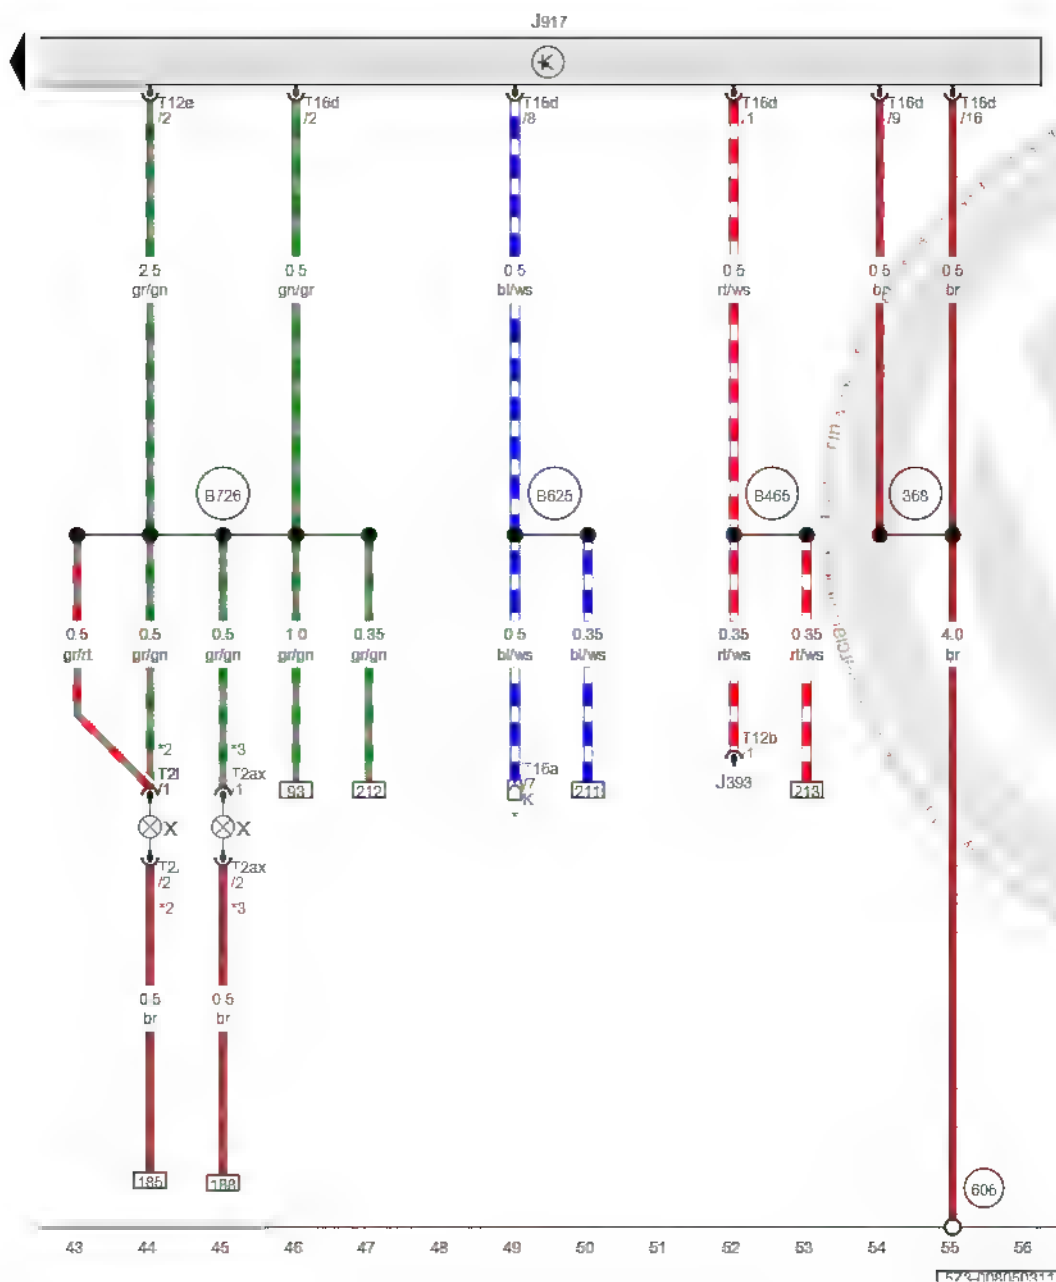 J917
K
T12e T16d T16d T16d T16d T16d
/2 /2 /8 /9 /16
2.5 0.5 0.5 0.5 0.5 0.5
gr/gn gn/gr bl/ws rt/ws br br
B726 B625 B465 368
0.5 0.5 0.5 1.0 0.35 0.5 0.35 0.35 0.35 4.0
gr/rt gr/gn gr/gn gr/gn gr/gn bl/ws bl/ws rt/ws rt/ws br
*2 *3 T12b
T2ax T16a
/1 /1 93 212 /7 211 J393 213
K
X X
T2ax
/2 /2
*2 *3
0.5 0.5
br br
185 188
606
43 44 45 46 47 48 49 50 51 52 53 54 55 56